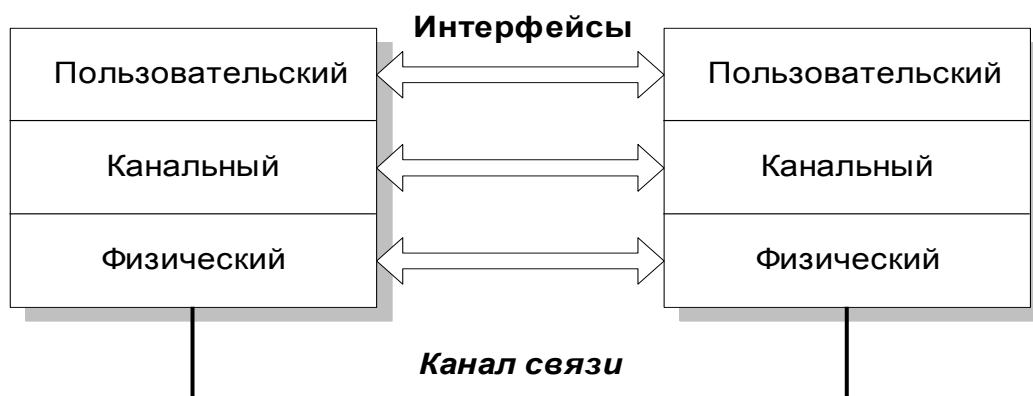 Интерфейсы
Пользовательский
Пользовательский
Канальный
Канальный
Физический
Физический
Канал связи